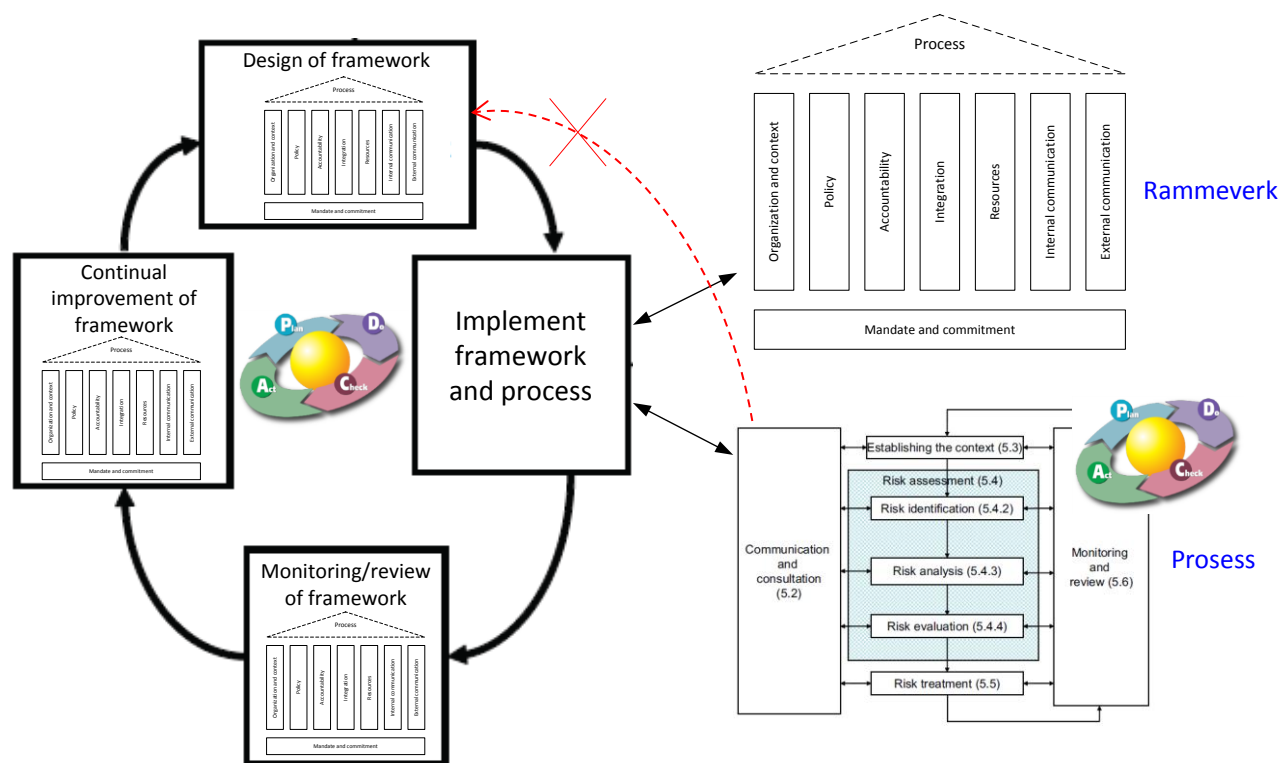 Design of framework
Process
Organization and context
Policy
Accountability
Integration
Resources
Internal communication
External communication
Mandate and commitment
Implement
framework
and process
Continual
improvement of
framework
Process
Organization and context
Policy
Accountability
Integration
Resources
Internal communication
External communication
Mandate and commitment
Plan
Do
Check
Act
Monitoring/review
of framework
Process
Organization and context
Policy
Accountability
Integration
Resources
Internal communication
External communication
Mandate and commitment
Process
Organization and context
Policy
Accountability
Integration
Resources
Internal communication
External communication
Mandate and commitment
Rammeverk
Communication
and
consultation
(5.2)
Establishing the context (5.3)
Risk assessment (5.4)
Risk identification (5.4.2)
Risk analysis (5.4.3)
Risk evaluation (5.4.4)
Risk treatment (5.5)
Monitoring
and
review (5.6)
Plan
Do
Check
Act
Prosess